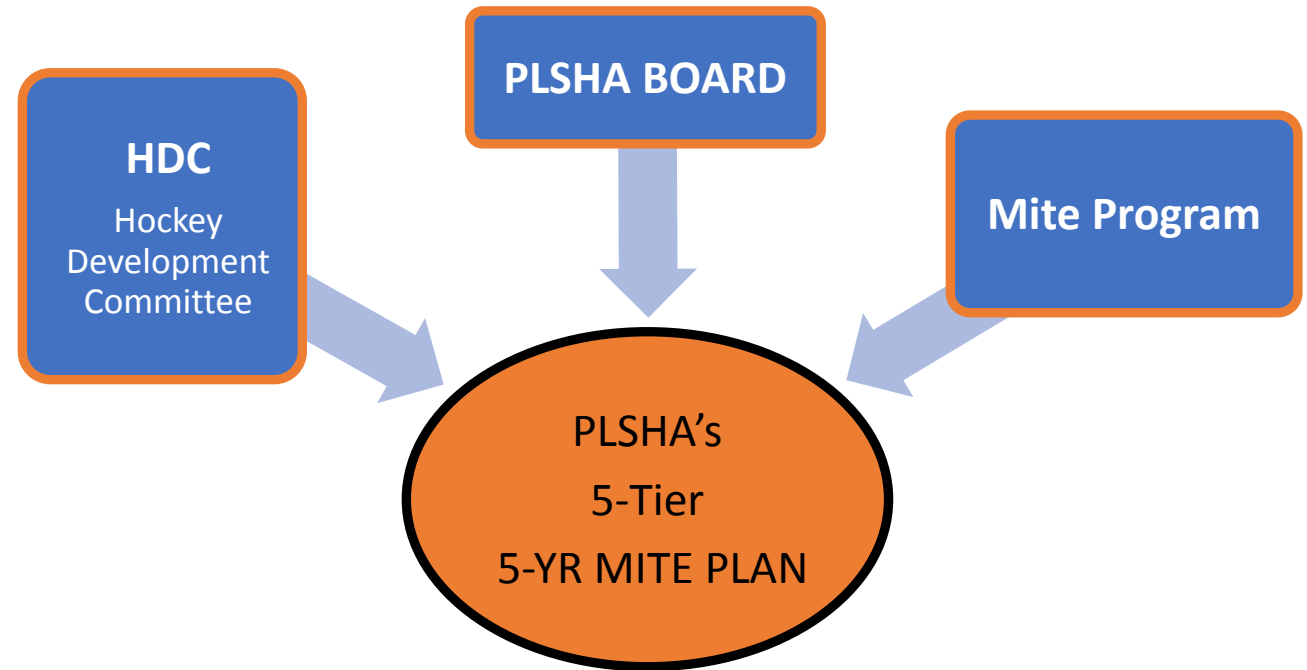 HDC
Hockey
Development
Committee
PLSHA BOARD
Mite Program
PLSHA’s
5-Tier
5-YR MITE PLAN